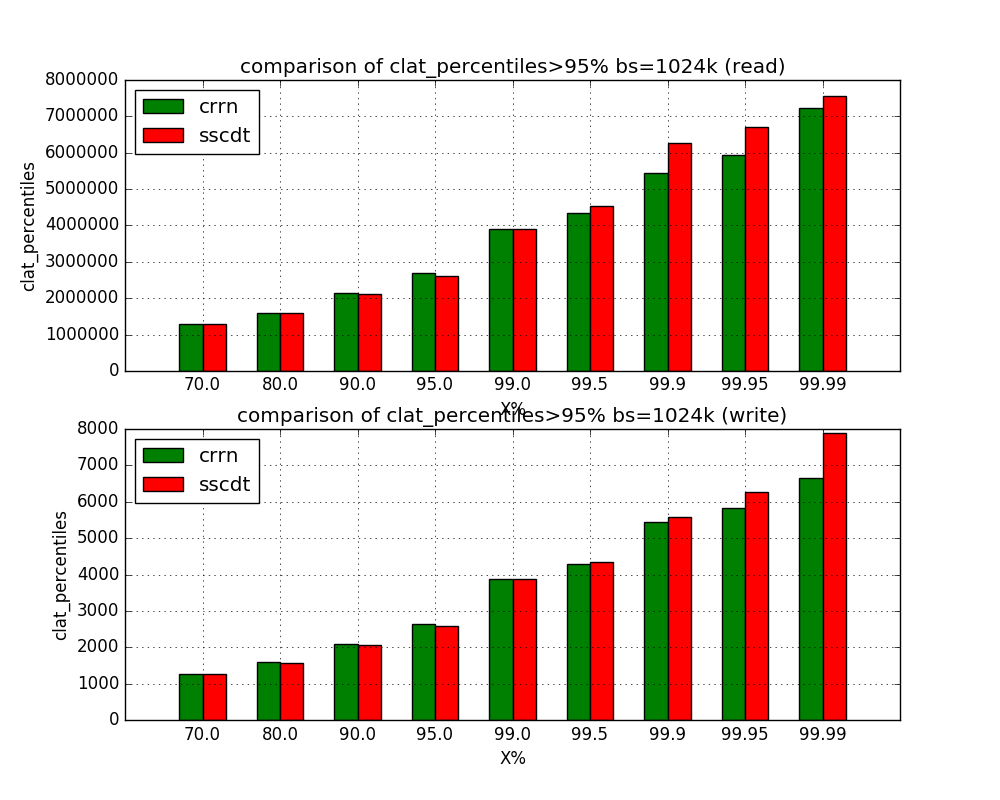 comparison of clat_percentiles>95% bs=1024k (read)
8000000
7000000
6000000
5000000
4000000
3000000
2000000
1000000
0
clat_percentiles
crrn
sscdt
70.0 80.0 90.0 95.0 99.0 99.5 99.9 99.95 99.99
X%
comparison of clat_percentiles>95% bs=1024k (write)
8000
7000
6000
5000
4000
3000
2000
1000
0
clat_percentiles
crrn
sscdt
70.0 80.0 90.0 95.0 99.0 99.5 99.9 99.95 99.99
X%